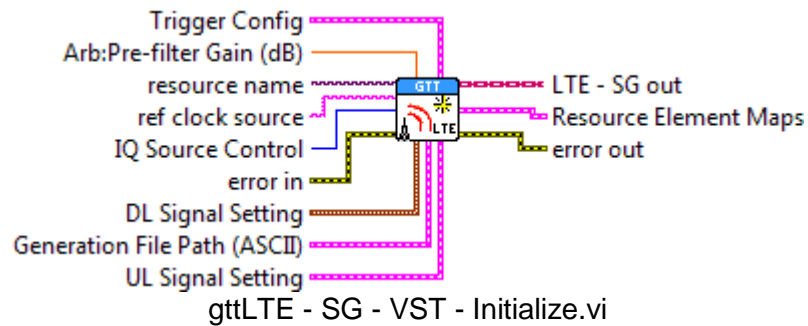 Trigger Config
Arb:Pre-filter Gain (dB)
resource name
ref clock source
IQ Source Control
error in
DL Signal Setting
Generation File Path (ASCII)
UL Signal Setting
GTT
LTE
LTE - SG out
Resource Element Maps
error out
gttLTE - SG - VST - Initialize.vi